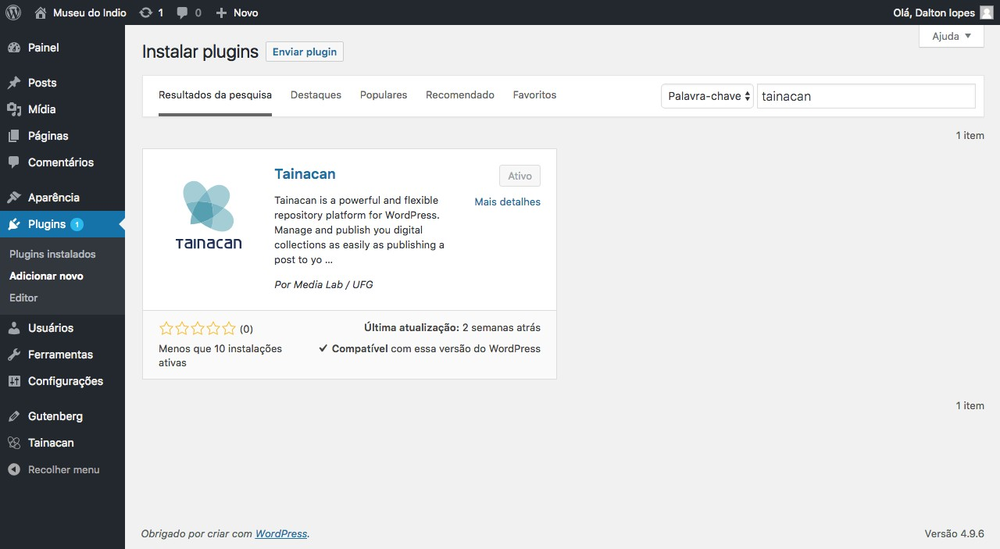 Museu do Indio 1 0 Novo Olá, Dalton lopes
Painel
Posts
Mídia
Páginas
Comentários
Aparência
Plugins 1
Plugins instalados
Adicionar novo
Editor
Usuários
Ferramentas
Configurações
Gutenberg
Tainacan
Recolher menu
Ajuda
Instalar plugins Enviar plugin
Resultados da pesquisa Destaques Populares Recomendado Favoritos Palavra-chave tainacan
1 item
TAINACAN
Tainacan
Ativo
Mais detalhes
Tainacan is a powerful and flexible
repository platform for WordPress.
Manage and publish you digital
collections as easily as publishing a
post to yo ...
Por Media Lab / UFG
(0)
Menos que 10 instalações
ativas
Última atualização: 2 semanas atrás
Compatível com essa versão do WordPress
1 item
Obrigado por criar com WordPress.
Versão 4.9.6